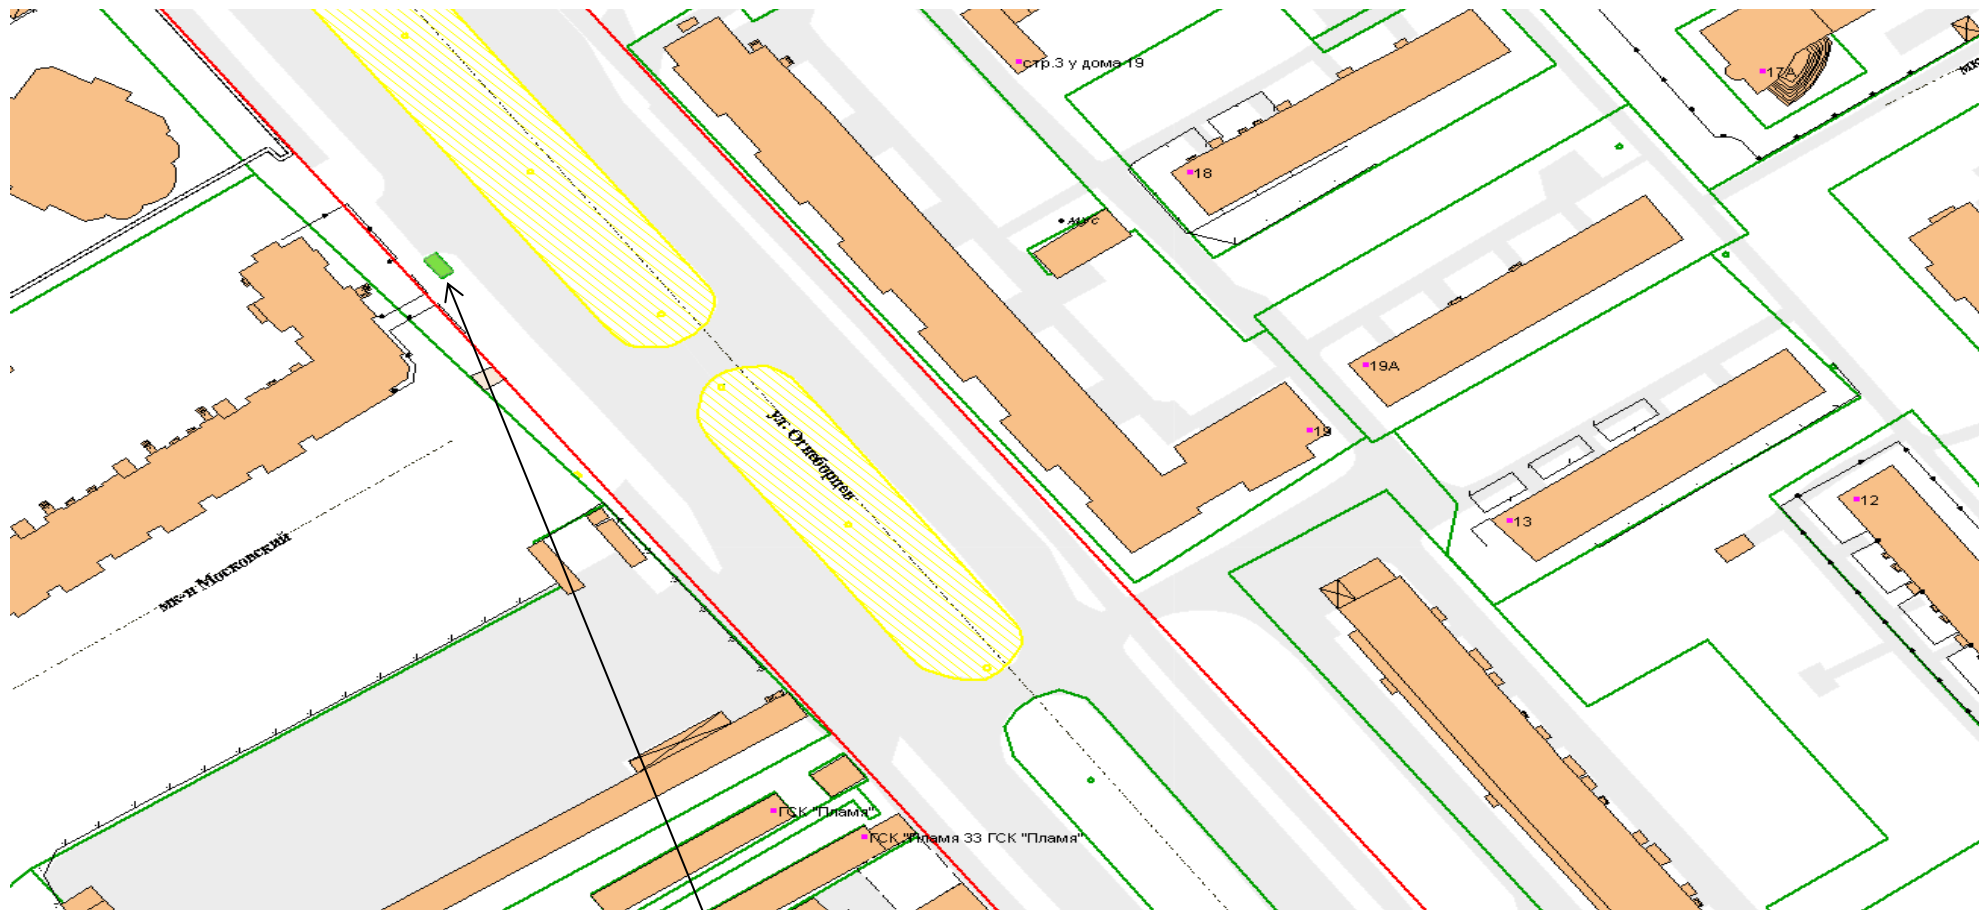 стр.3 у дома 19
17А
18
мус
19А
19
ул. Огнеборцев
12
13
мк-н Московский
ГСК "Пламя"
ГСК "Пламя 33 ГСК "Пламя"